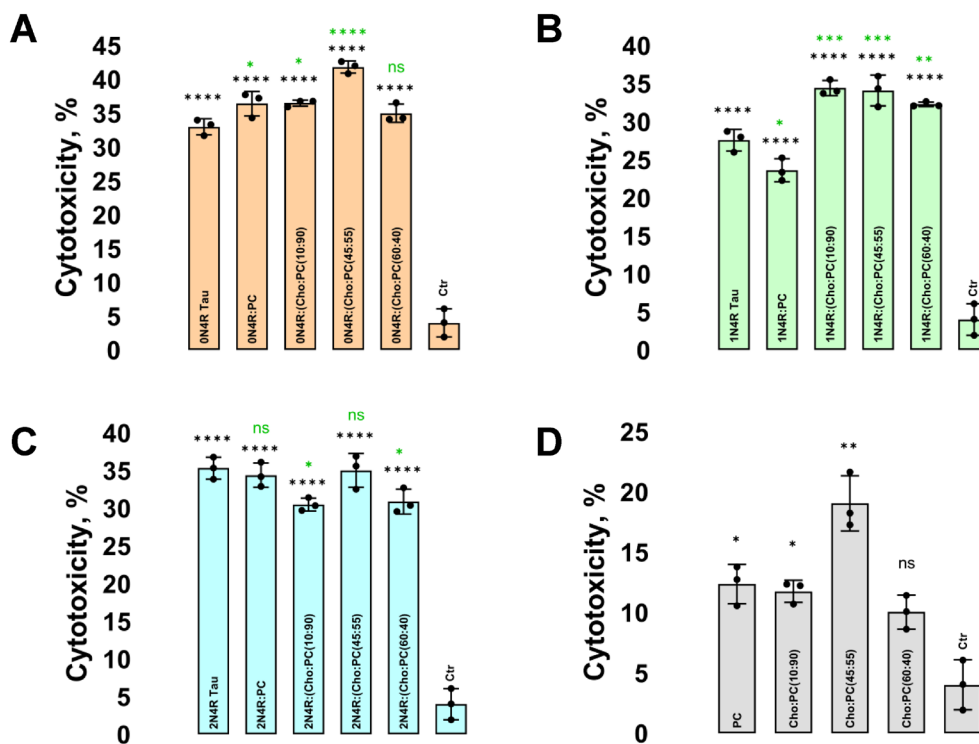 A
Cytotoxicity, %
45
40
35
30
25
20
15
10
5
0
****
*
****
*
****
****
****
ns
****
0N4R Tau
0N4R:PC
0N4R:(Cho:PC(10:90)
0N4R:(Cho:PC(45:55)
0N4R:(Cho:PC(60:40)
Ctr
B
Cytotoxicity, %
40
35
30
25
20
15
10
5
0
****
*
****
***
****
***
****
**
****
1N4R Tau
1N4R:PC
1N4R:(Cho:PC(10:90)
1N4R:(Cho:PC(45:55)
1N4R:(Cho:PC(60:40)
Ctr
C
Cytotoxicity, %
40
35
30
25
20
15
10
5
0
****
ns
****
*
****
ns
****
*
****
2N4R Tau
2N4R:PC
2N4R:(Cho:PC(10:90)
2N4R:(Cho:PC(45:55)
2N4R:(Cho:PC(60:40)
Ctr
D
Cytotoxicity, %
25
20
15
10
5
0
*
*
**
ns
PC
Cho:PC(10:90)
Cho:PC(45:55)
Cho:PC(60:40)
Ctr